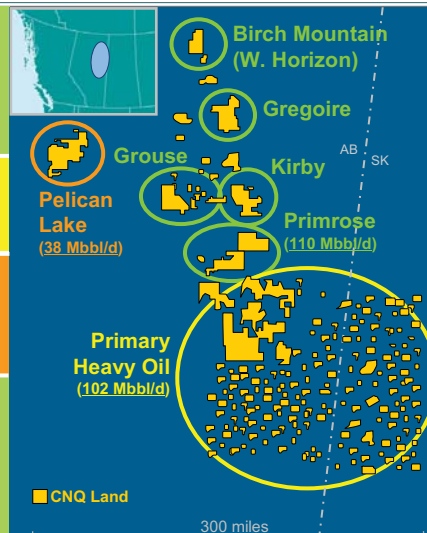 Birch Mountain
(W. Horizon)
Gregoire
AB
SK
Grouse
Kirby
Pelican
Lake
(38 Mbbl/d)
Primrose
(110 Mbbl/d)
Primary
Heavy Oil
(102 Mbbl/d)
CNQ Land
300 miles